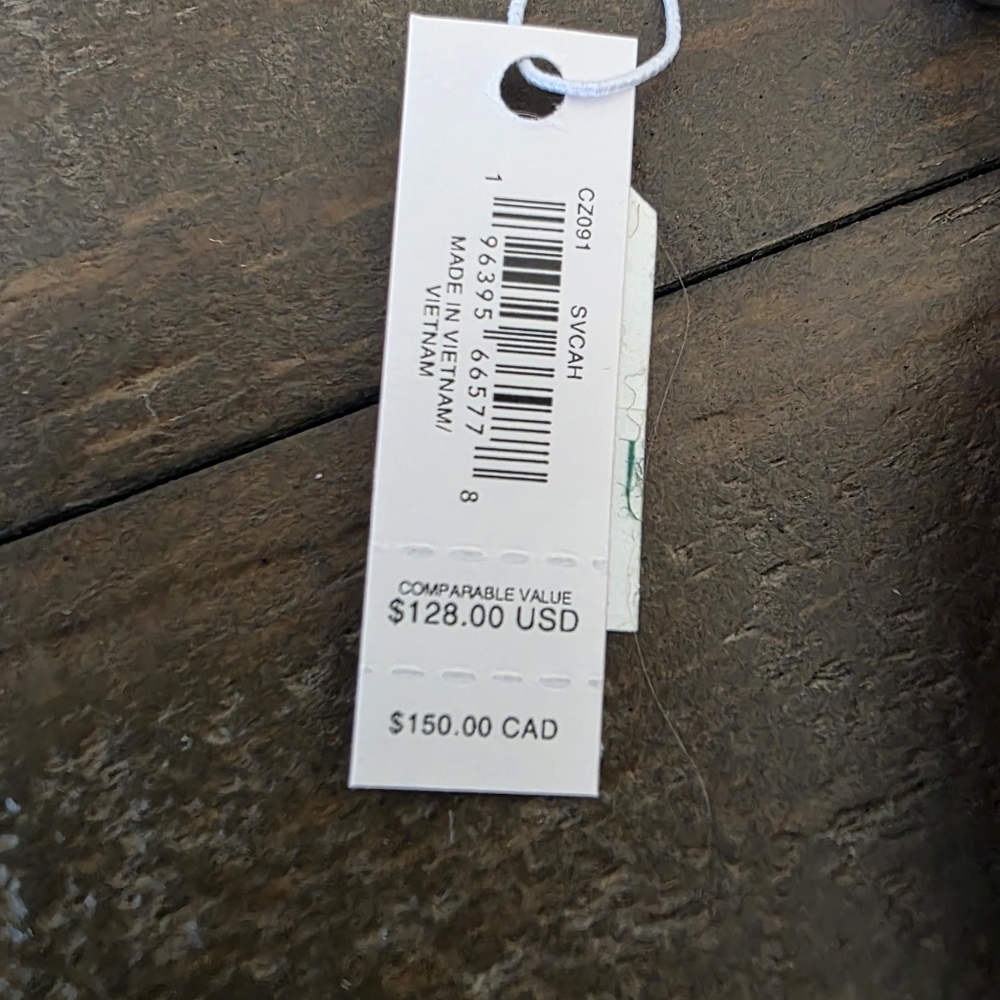 CZ091 SVCAH
1 96395 66577 8
MADE IN VIETNAM/
VIETNAM
COMPARABLE VALUE
$128.00 USD
$150.00 CAD